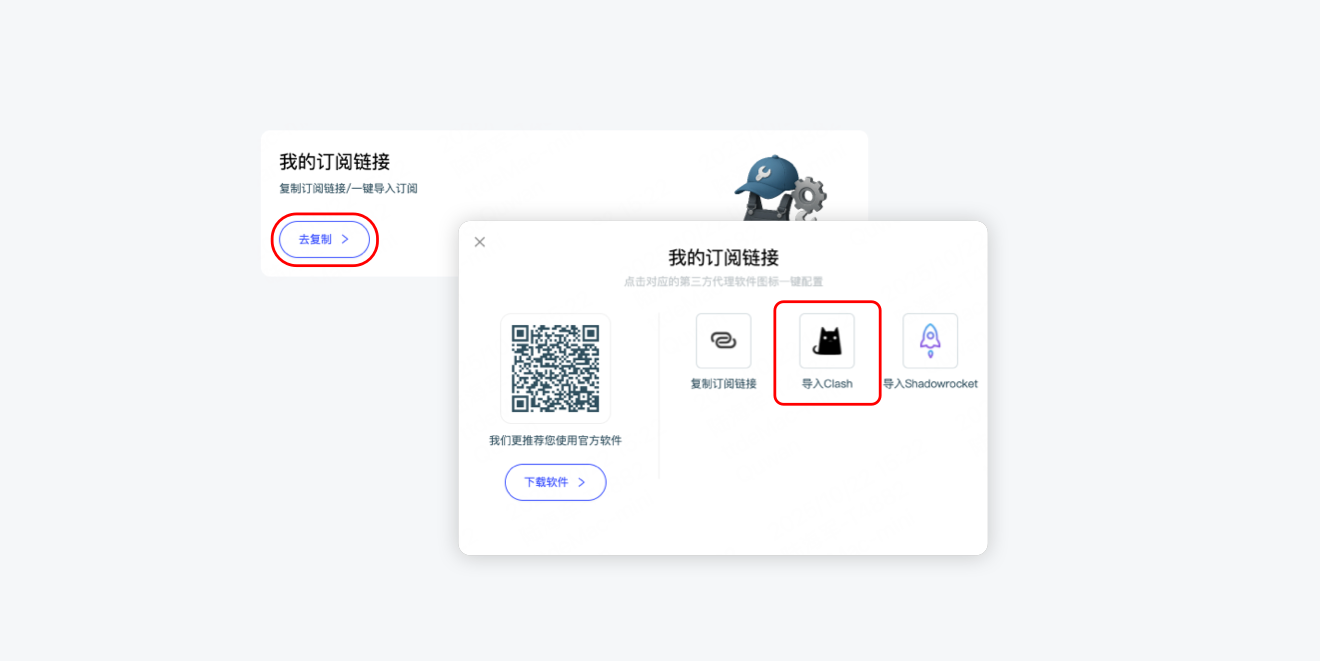 我的订阅链接
复制订阅链接/一键导入订阅
去复制
我的订阅链接
点击对应的第三方代理软件图标一键配置
复制订阅链接
导入Clash
导入Shadowrocket
我们更推荐您使用官方软件
下载软件